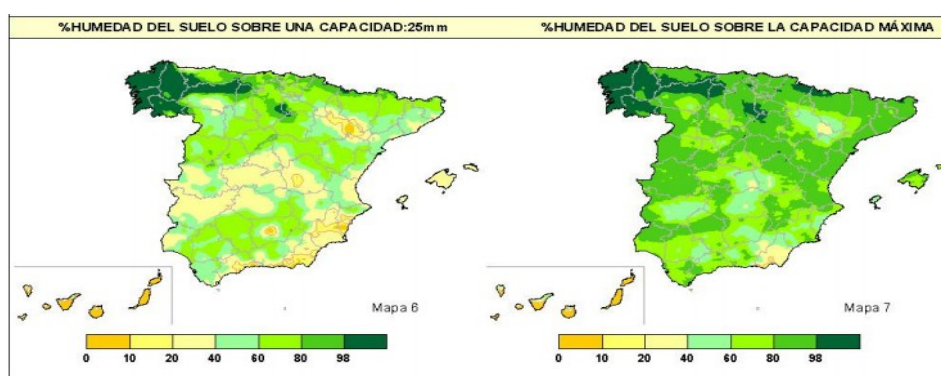 %HUMEDAD DEL SUELO SOBRE UNA CAPACIDAD:25mm
Mapa 6
0 10 20 40 60 80 98
%HUMEDAD DEL SUELO SOBRE LA CAPACIDAD MÁXIMA
Mapa 7
0 10 20 40 60 80 98